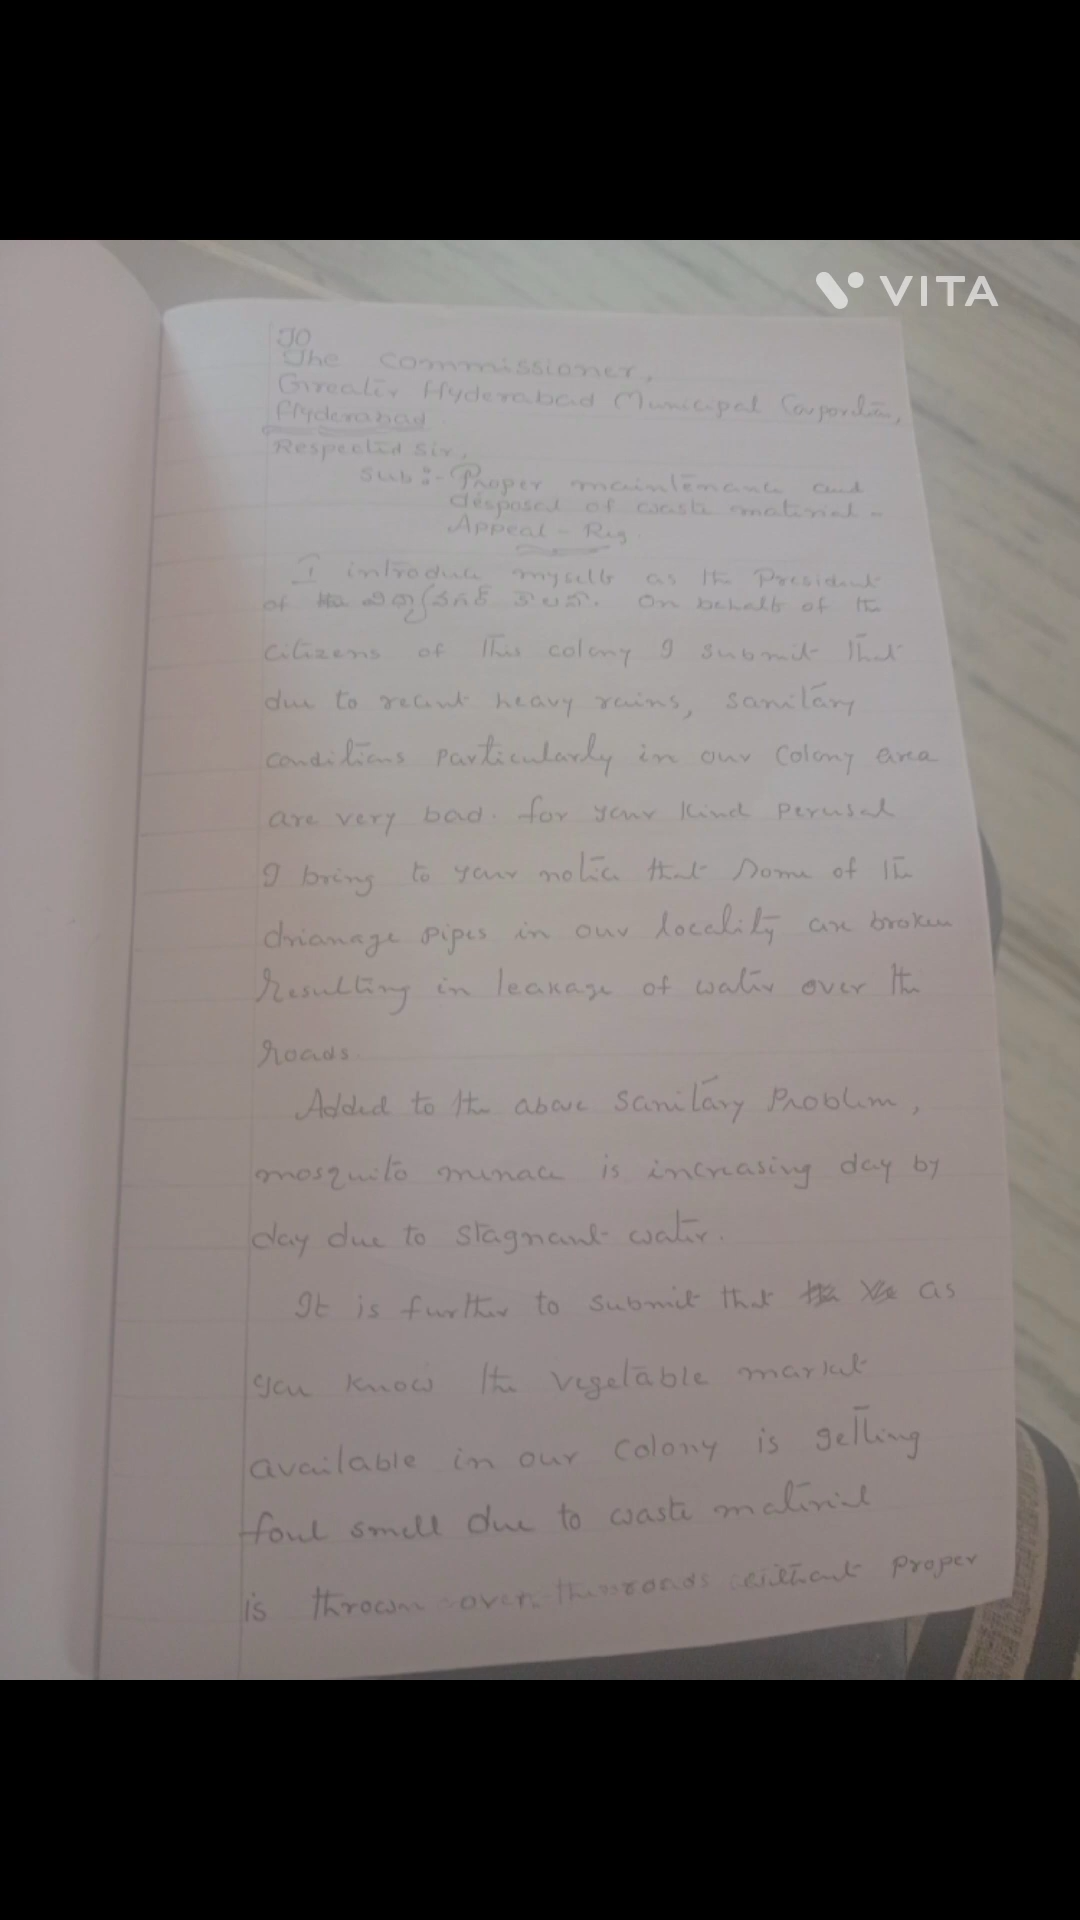 VITA
To
The Commissioner,
Greater Hyderabad Municipal Corporation,
Hyderabad
Respected Sir,
Sub:- Proper maintenance and
desposal of waste material -
Appeal - Reg
I introduce myself as the President
of On behalf of the
citizens of this colony I submit that
due to recent heavy rains, sanitary
conditions particularly in our colony area
are very bad. for your kind perusal
I bring to your notice that some of the
drianage pipes in our locality are broken
resulting in leakage of water over the
roads.
Added to the above sanitary problem,
mosquito menace is increasing day by
day due to stagnant water.
It is further to submit that as
you know the vegetable market
available in our colony is getting
foul smell due to waste material
is thrown over the roads without proper